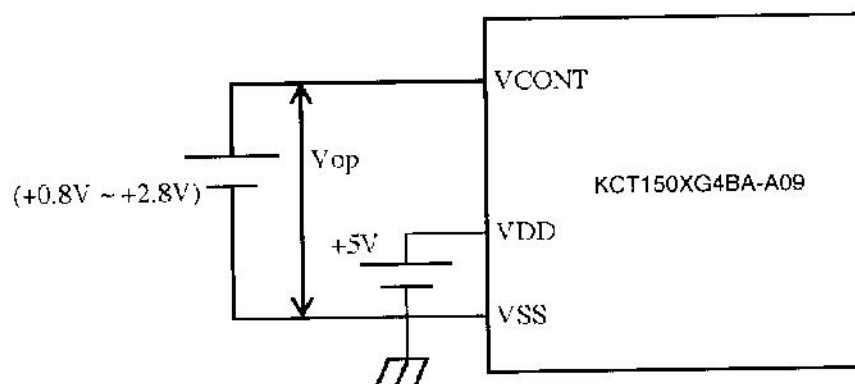 VCONT
Vop
(+0.8V ~ +2.8V)
KCT150XG4BA-A09
+5V
VDD
VSS